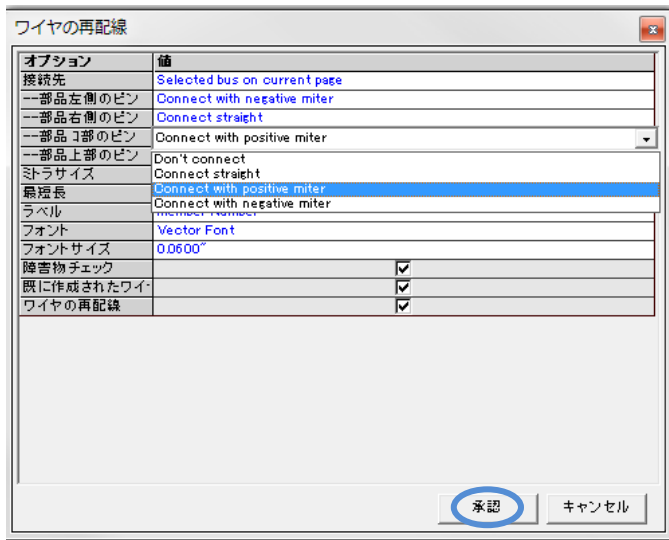 ワイヤの再配線
オプション 値
接続先 Selected bus on current page
--部品左側のピン Connect with negative miter
--部品右側のピン Connect straight
--部品コ部のピン Connect with positive miter
--部品上部のピン Don't connect
ミトラサイズ Connect straight
最短長 Connect with positive miter
ラベル Connect with negative miter
フォント Vector Font
フォントサイズ 0.0600"
障害物チェック
既に作成されたワイ
ワイヤの再配線
承認 キャンセル